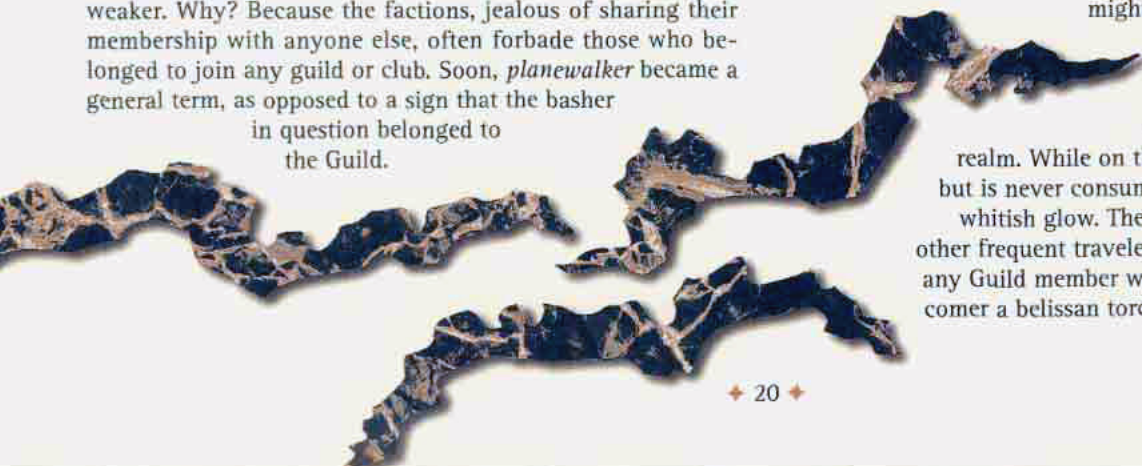 weaker. Why? Because the factions, jealous of sharing their
membership with anyone else, often forbade those who be-
longed to join any guild or club. Soon, planewalker became a
general term, as opposed to a sign that the basher
in question belonged to
the Guild.
realm. While on
but is never
whitish glow. The
other frequent
any Guild member
comer a belissan
20